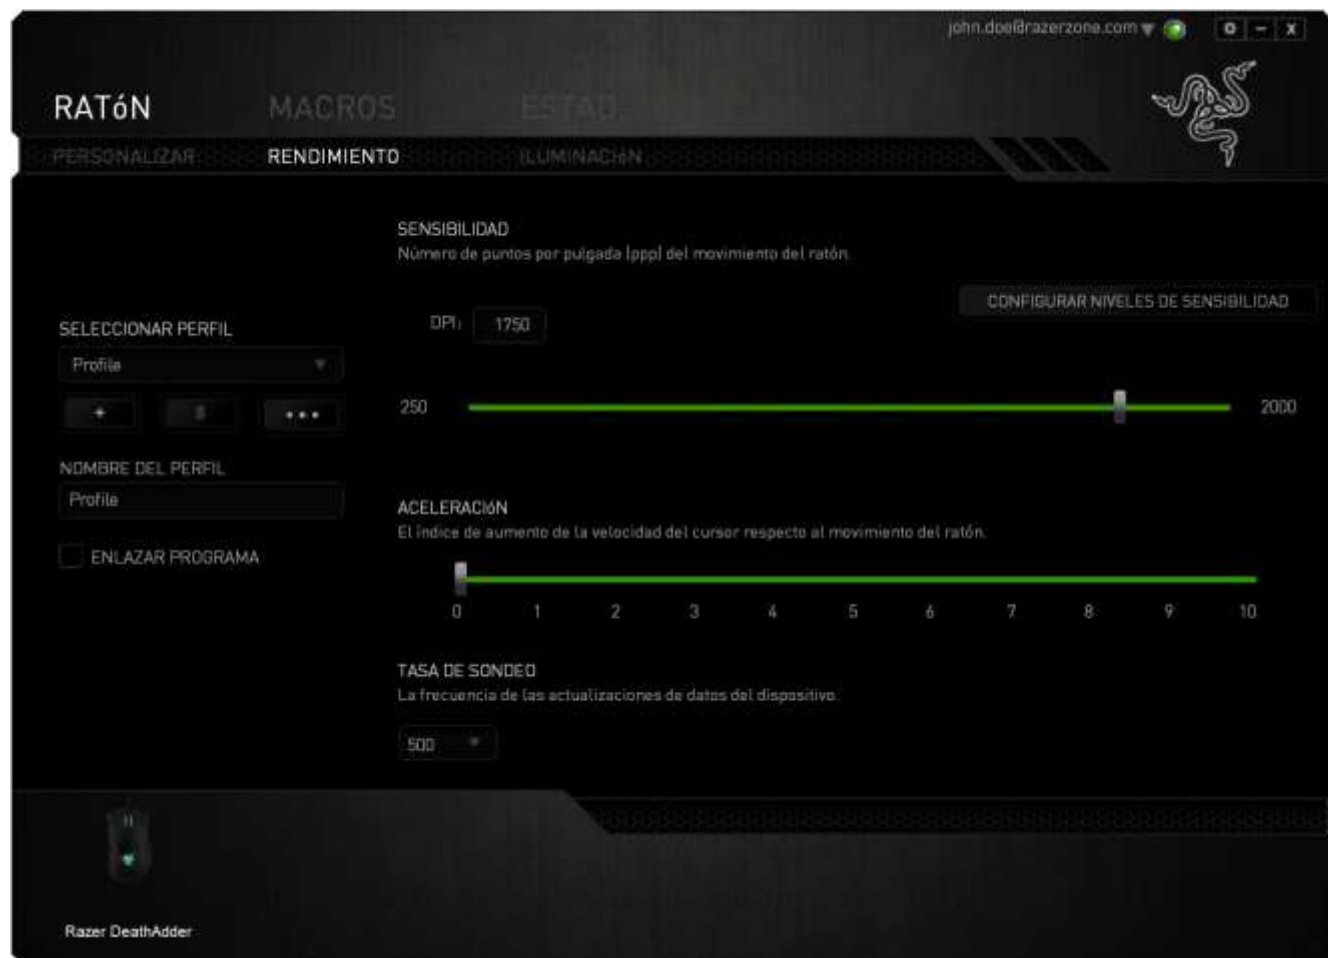 john.doe@razerzone.com
X
RATóN
MACROS
ESTAD
PERSONALIZAR
RENDIMIENTO
ILUMINACIóN
SENSIBILIDAD
Número de puntos por pulgada (ppp) del movimiento del ratón.
CONFIGURAR NIVELES DE SENSIBILIDAD
DPI: 1750
SELECCIONAR PERFIL
Profile
+ •••
250 2000
NOMBRE DEL PERFIL
Profile
ACELERACIóN
El índice de aumento de la velocidad del cursor respecto al movimiento del ratón.
ENLAZAR PROGRAMA
0 1 2 3 4 5 6 7 8 9 10
TASA DE SONDEO
La frecuencia de las actualizaciones de datos del dispositivo.
500
Razer DeathAdder